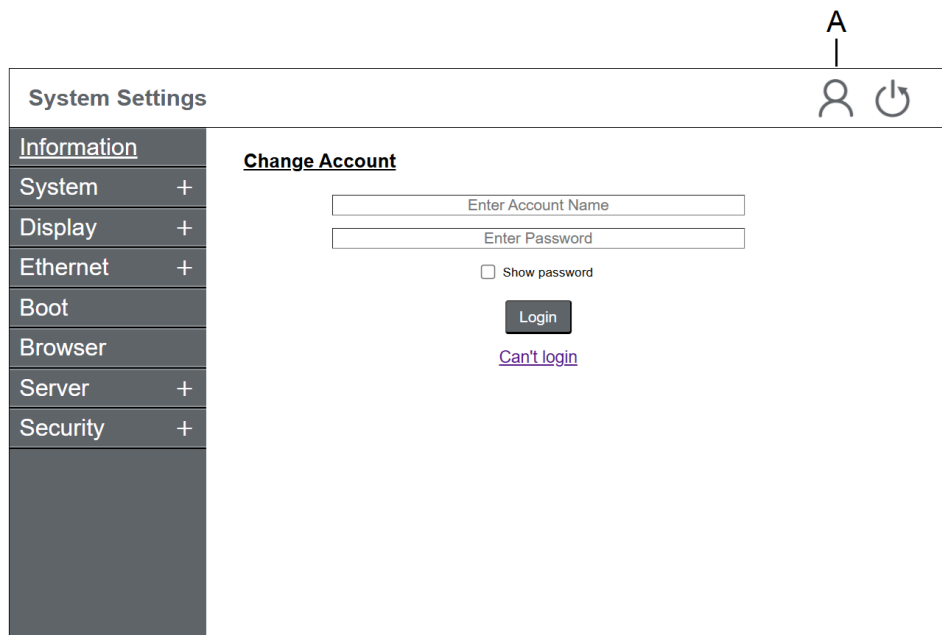 A
System Settings
Information
System +
Display +
Ethernet +
Boot
Browser
Server +
Security +
Change Account
Enter Account Name
Enter Password
Show password
Login
Can't login